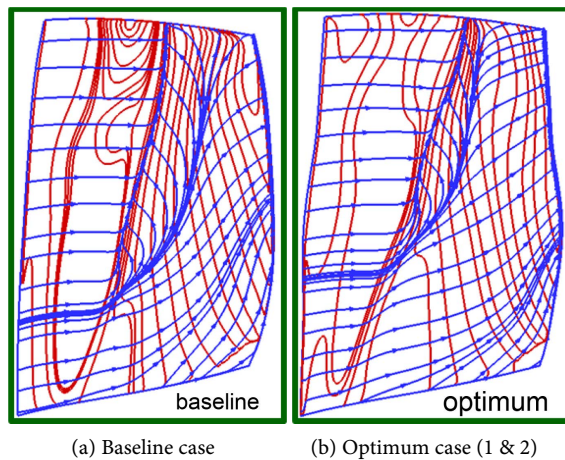 baseline
optimum
(a) Baseline case
(b) Optimum case (1 & 2)